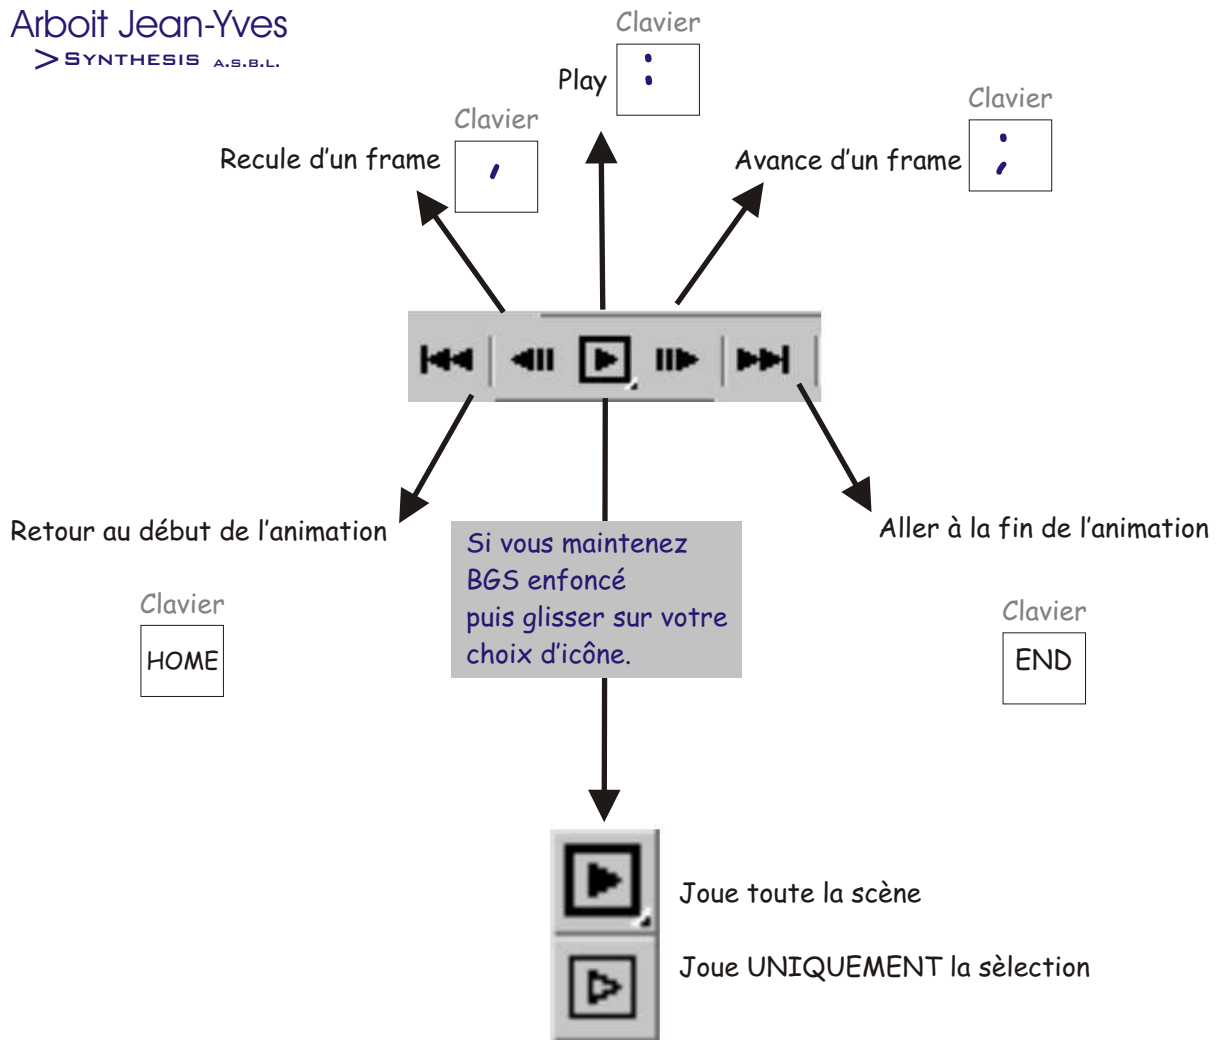 Arboit Jean-Yves
>SYNTHESIS A.S.B.L.
Clavier
Play :
Clavier
Recule d'un frame ,
Clavier
Avance d'un frame ;
Retour au début de l'animation
Clavier
HOME
Si vous maintenez
BGS enfoncé
puis glisser sur votre
choix d'icône.
Aller à la fin de l'animation
Clavier
END
Joue toute la scène
Joue UNIQUEMENT la sèlection